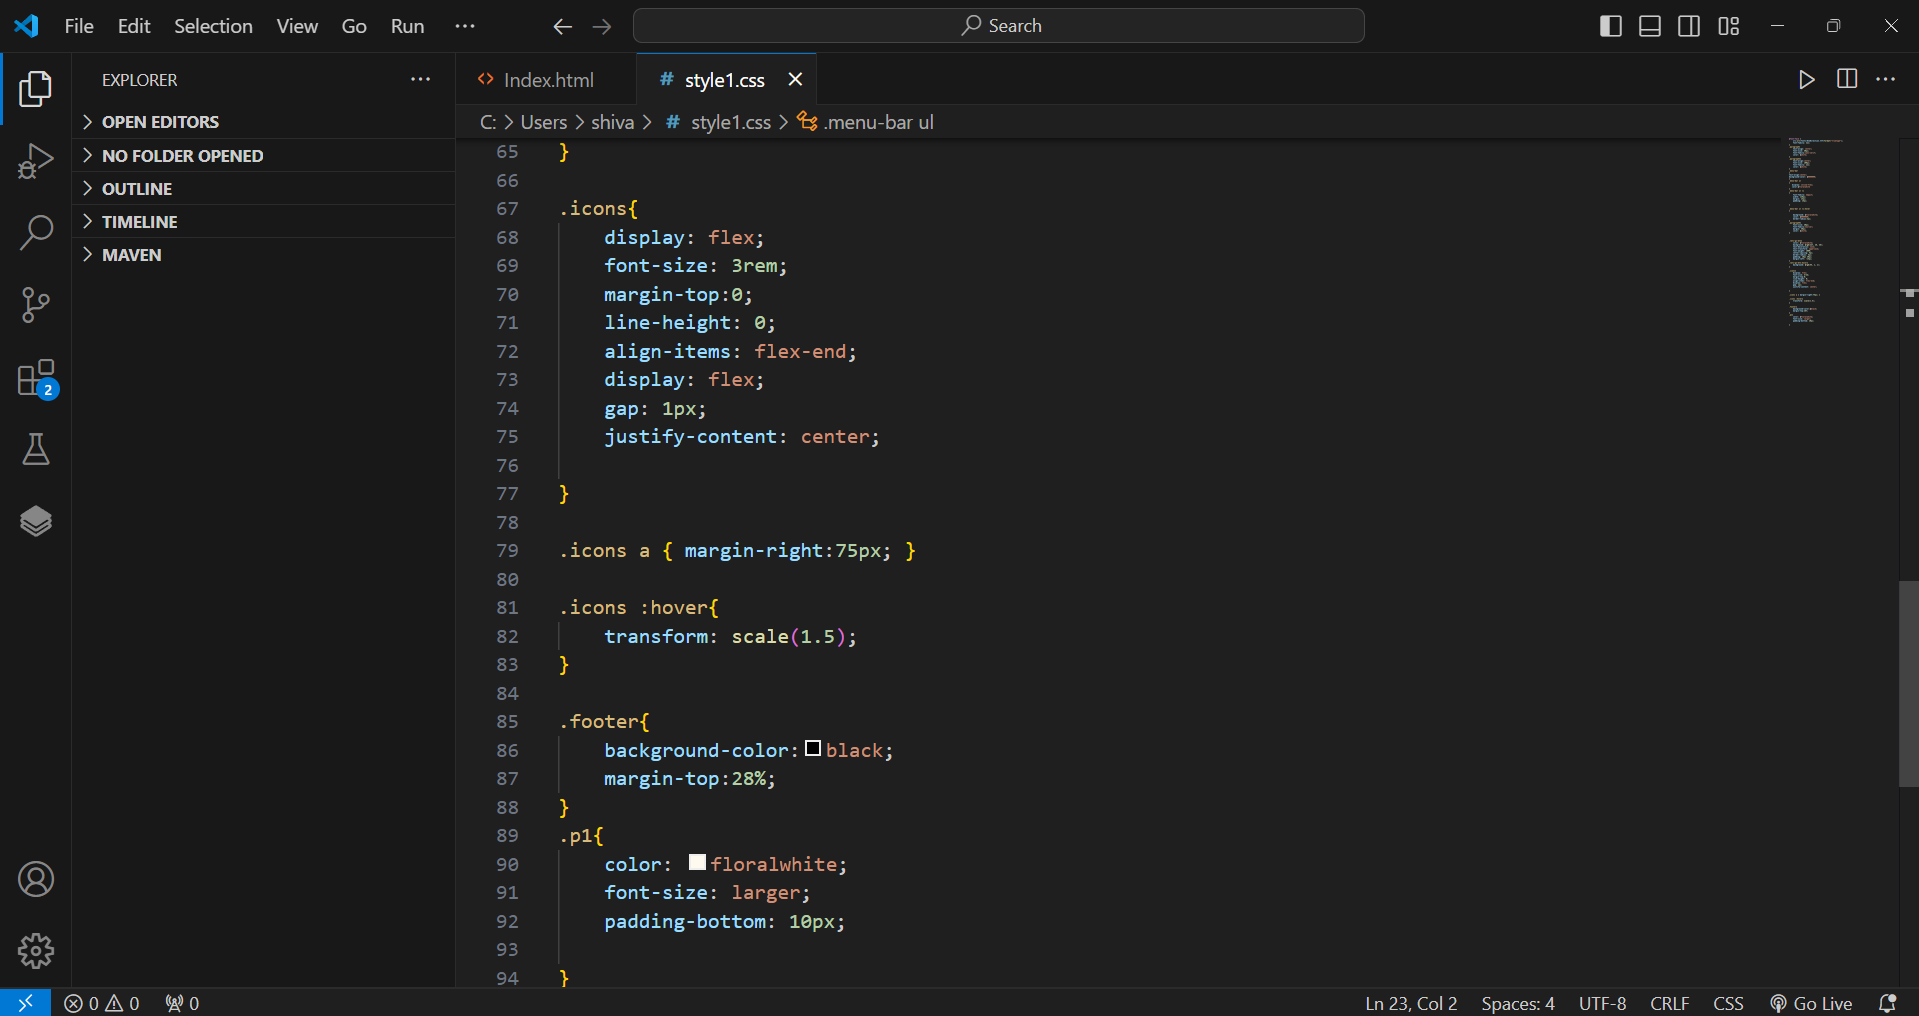 File Edit Selection View Go Run ···
Search
EXPLORER ···
OPEN EDITORS
NO FOLDER OPENED
OUTLINE
TIMELINE
MAVEN
2
<> Index.html
# style1.css
C: > Users > shiva > # style1.css > .menu-bar ul
65 }
66
67 .icons{
68     display: flex;
69     font-size: 3rem;
70     margin-top:0;
71     line-height: 0;
72     align-items: flex-end;
73     display: flex;
74     gap: 1px;
75     justify-content: center;
76
77 }
78
79 .icons a { margin-right:75px; }
80
81 .icons :hover{
82     transform: scale(1.5);
83 }
84
85 .footer{
86     background-color: black;
87     margin-top:28%;
88 }
89 .p1{
90     color: floralwhite;
91     font-size: larger;
92     padding-bottom: 10px;
93
94 }
0 0 0 Ln 23, Col 2 Spaces: 4 UTF-8 CRLF CSS Go Live